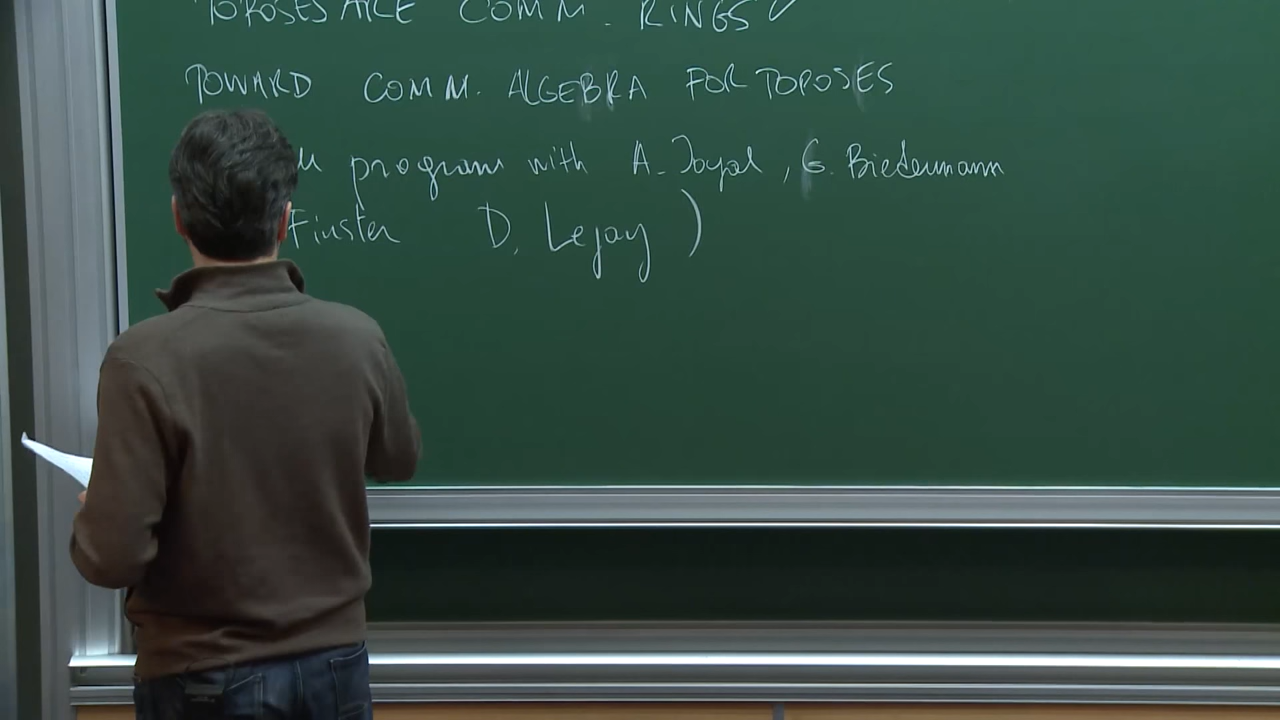 TOPOSES ARE COMM. RINGS
TOWARD COMM. ALGEBRA FOR TOPOSES
program with A. Joyal, G. Biedermann
Finster D. Lejay )